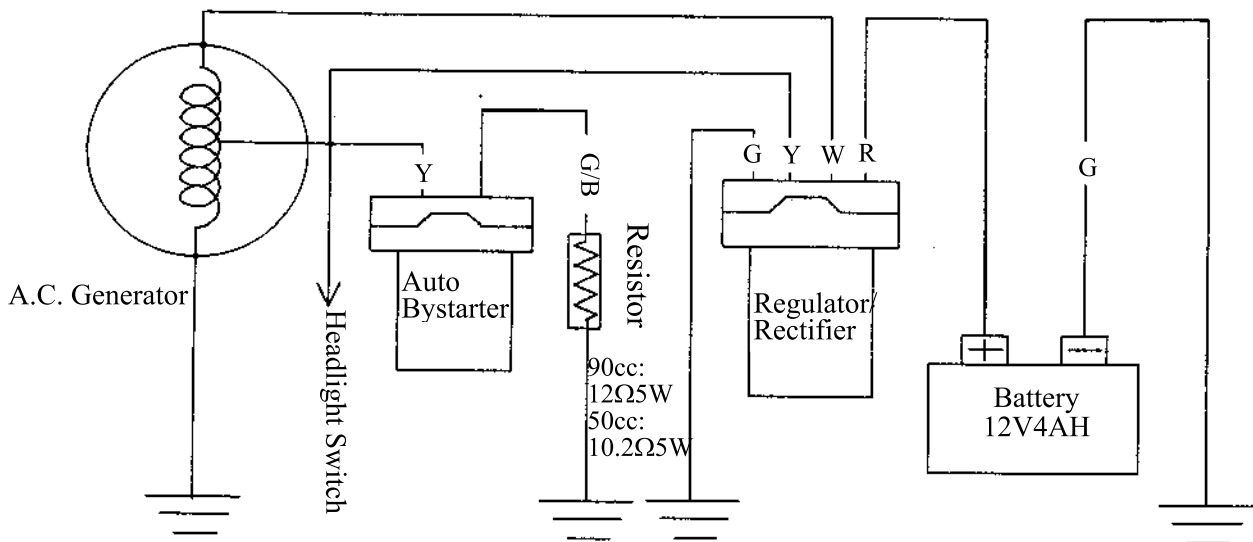 A.C. Generator
Y
Auto
Bystarter
Headlight Switch
G/B
Resistor
90cc:
12Ω5W
50cc:
10.2Ω5W
G Y W R
Regulator/
Rectifier
G
+
-
Battery
12V4AH